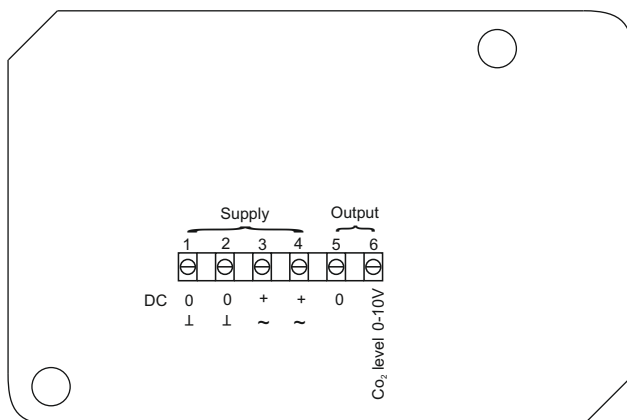 Supply Output
1 2 3 4 5 6
DC 0 0 + + 0
⊥ ⊥ ~ ~
Co₂ level 0-10V